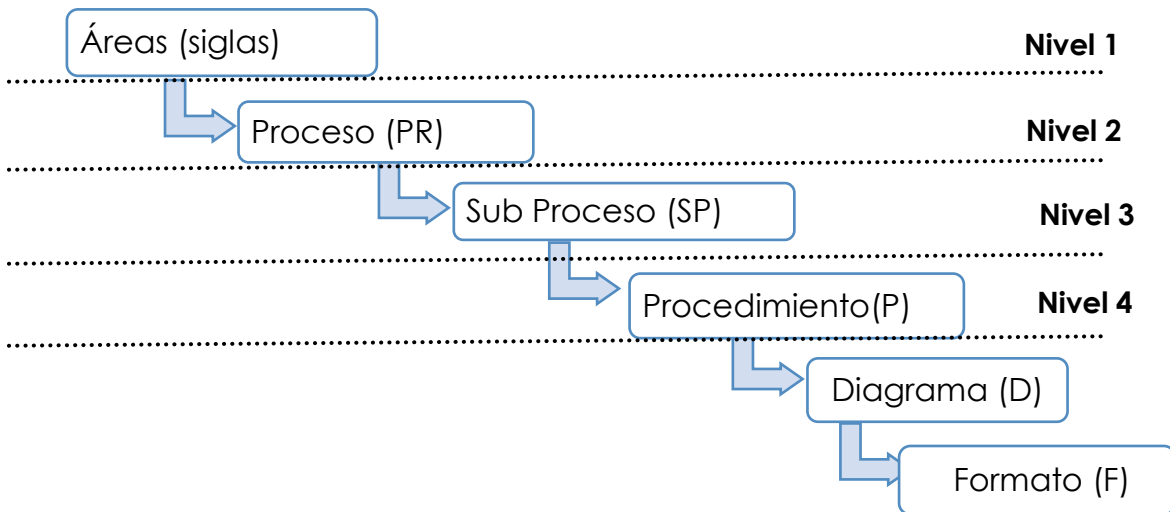 Áreas (siglas)
Nivel 1
Proceso (PR)
Nivel 2
Sub Proceso (SP)
Nivel 3
Procedimiento(P)
Nivel 4
Diagrama (D)
Formato (F)